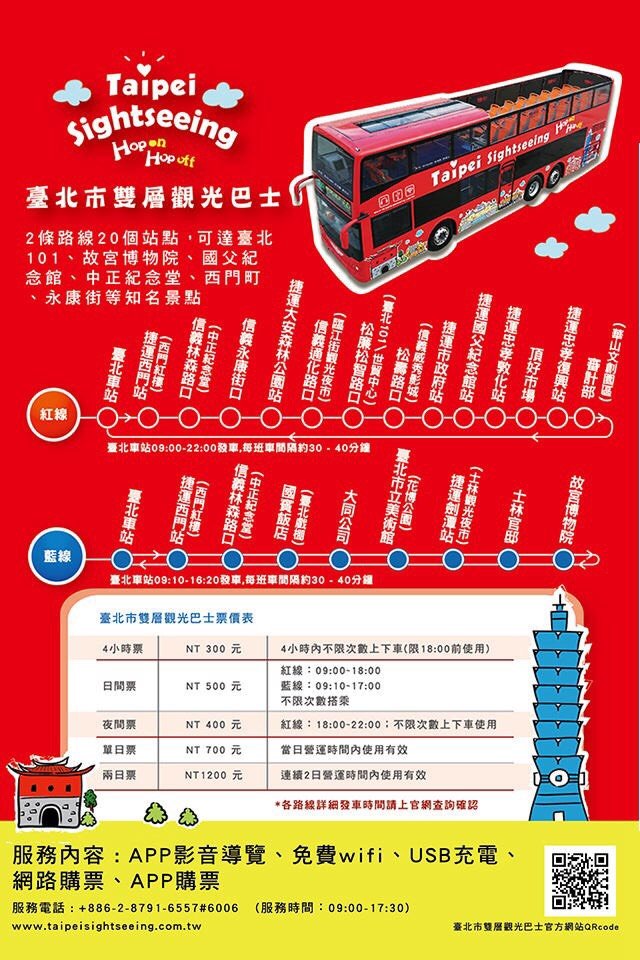 Taipei
Sightseeing
Hop on
Hop off
Taipei Sightseeing Hop on Hop off
臺北市雙層觀光巴士
2條路線20個站點，可達臺北
101、故宮博物院、國父紀
念館、中正紀念堂、西門町
、永康街等知名景點
紅線
臺北車站
捷運西門站
(西門紅樓)
信義林森路口
(中正紀念堂)
信義永康街口
捷運大安森林公園站
信義通化路口
(臨江街觀光夜市)
松廉松智路口
(臺北101/世貿中心)
松壽路口
(信義威秀影城)
捷運市政府站
捷運國父紀念館站
捷運忠孝敦化站
頂好市場
捷運忠孝復興站
審計部
(華山文創園區)
臺北車站09:00-22:00發車,每班車間隔約30 - 40分鐘
藍線
臺北車站
捷運西門站
(西門紅樓)
信義林森路口
(中正紀念堂)
國賓飯店
(臺北戲棚)
大同公司
臺北市立美術館
(花博公園)
捷運劍潭站
(士林觀光夜市)
士林官邸
故宮博物院
臺北車站09:10-16:20發車,每班車間隔約30 - 40分鐘
臺北市雙層觀光巴士票價表
4小時票 NT 300 元 4小時內不限次數上下車(限18:00前使用)
日間票 NT 500 元 紅線：09:00-18:00
藍線：09:10-17:00
不限次數搭乘
夜間票 NT 400 元 紅線：18:00-22:00；不限次數上下車使用
單日票 NT 700 元 當日營運時間內使用有效
兩日票 NT1200 元 連續2日營運時間內使用有效
*各路線詳細發車時間請上官網查詢確認
服務內容：APP影音導覽、免費wifi、USB充電、
網路購票、APP購票
服務電話：+886-2-8791-6557#6006 (服務時間：09:00-17:30)
www.taipeisightseeing.com.tw
臺北市雙層觀光巴士官方網站QRcode